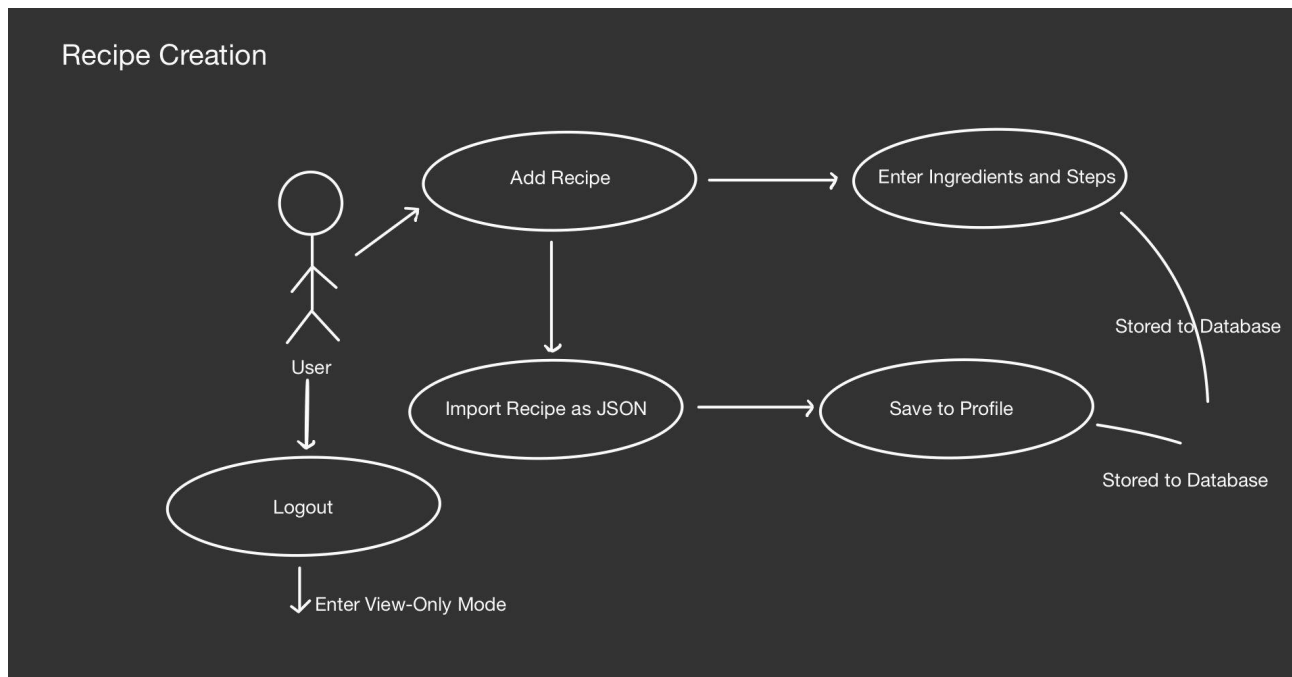 Recipe Creation
Add Recipe
Enter Ingredients and Steps
Stored to Database
User
Import Recipe as JSON
Save to Profile
Stored to Database
Logout
Enter View-Only Mode